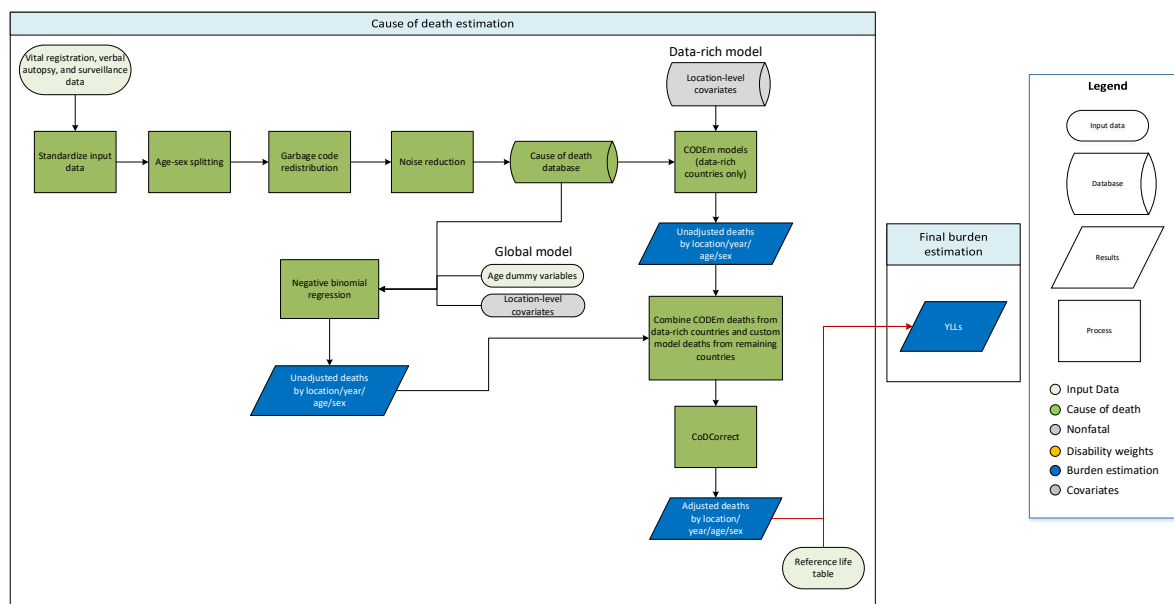 Cause of death estimation
Vital registration, verbal
autopsy, and surveillance
data
Data-rich model
Location-level
covariates
Standardize input
data
Age-sex splitting
Garbage code
redistribution
Noise reduction
Cause of death
database
CODEm models
(data-rich
countries only)
Unadjusted deaths
by location/year/
age/sex
Global model
Age dummy variables
Location-level
covariates
Negative binomial
regression
Unadjusted deaths
by location/year/
age/sex
Combine CODEm deaths from
data-rich countries and custom
model deaths from remaining
countries
CoDCorrect
Adjusted deaths
by location/
year/age/sex
Reference life
table
Final burden
estimation
YLLs
Legend
Input data
Database
Results
Process
Input Data
Cause of death
Nonfatal
Disability weights
Burden estimation
Covariates